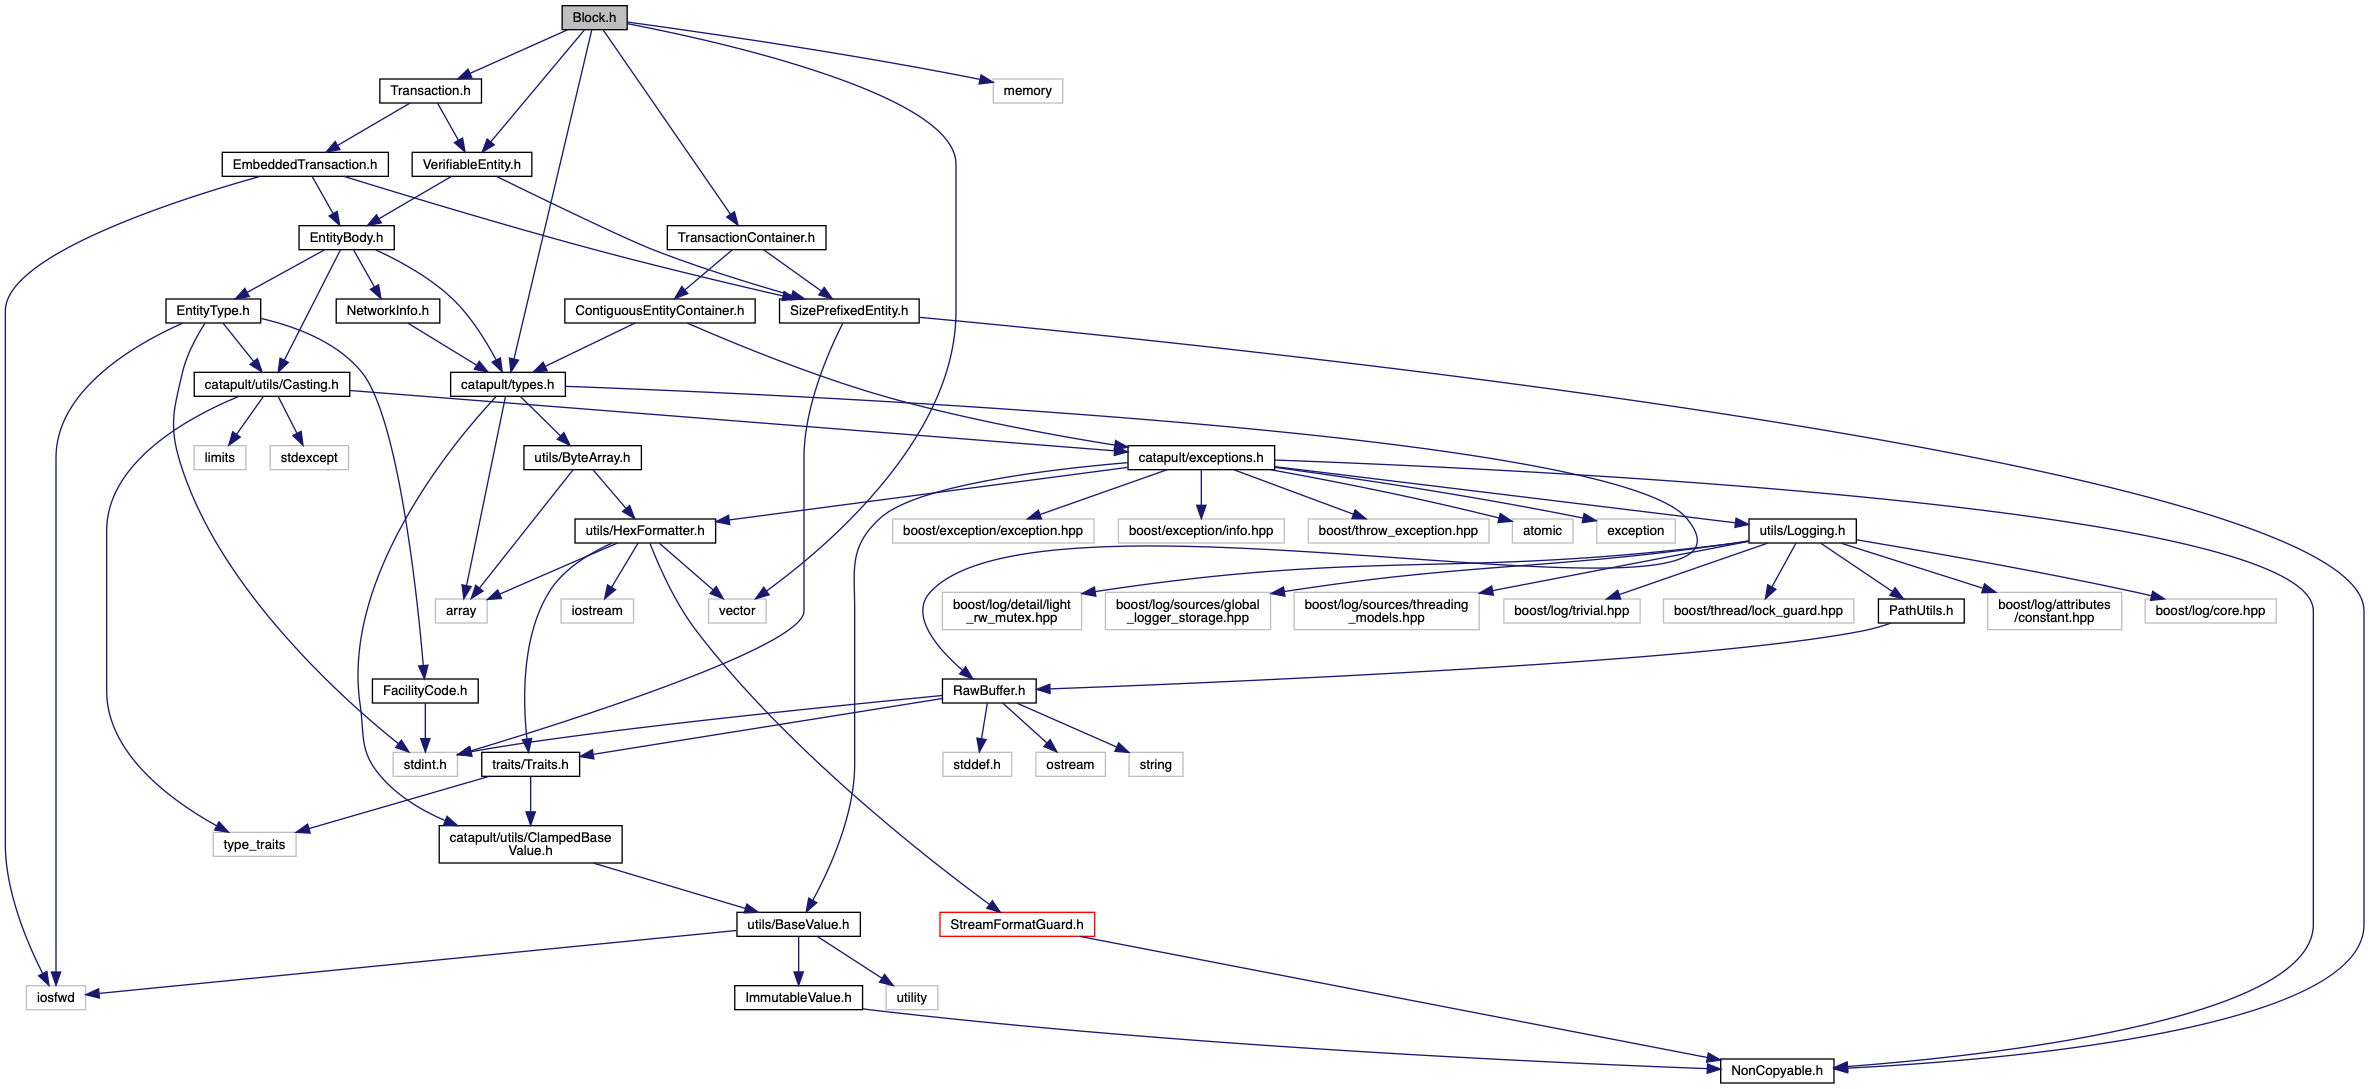 Block.h
Transaction.h
memory
EmbeddedTransaction.h
VerifiableEntity.h
EntityBody.h
TransactionContainer.h
EntityType.h
NetworkInfo.h
ContiguousEntityContainer.h
SizePrefixedEntity.h
catapult/utils/Casting.h
catapult/types.h
limits
stdexcept
utils/ByteArray.h
catapult/exceptions.h
utils/HexFormatter.h
boost/exception/exception.hpp
boost/exception/info.hpp
boost/throw_exception.hpp
atomic
exception
utils/Logging.h
array
iostream
vector
boost/log/detail/light
_rw_mutex.hpp
boost/log/sources/global
_logger_storage.hpp
boost/log/sources/threading
_models.hpp
boost/log/trivial.hpp
boost/thread/lock_guard.hpp
PathUtils.h
boost/log/attributes
/constant.hpp
boost/log/core.hpp
FacilityCode.h
RawBuffer.h
stdint.h
traits/Traits.h
stddef.h
ostream
string
type_traits
catapult/utils/ClampedBase
Value.h
utils/BaseValue.h
StreamFormatGuard.h
iosfwd
ImmutableValue.h
utility
NonCopyable.h